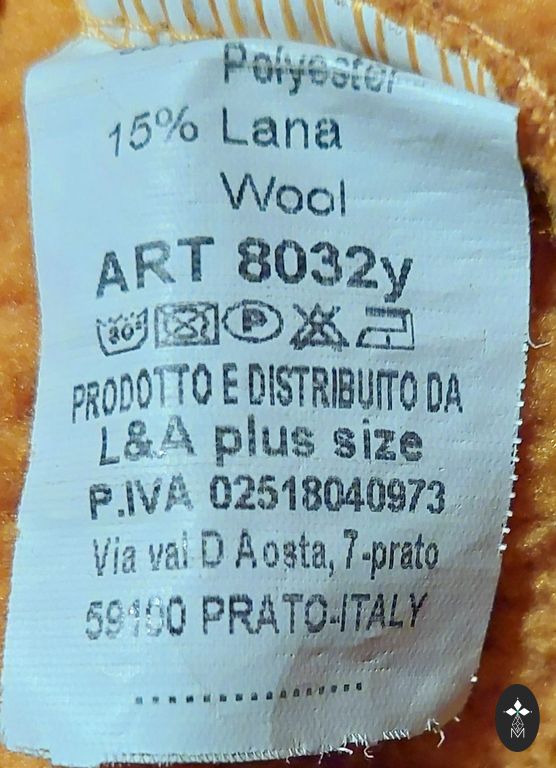 Polyester
15% Lana
Wool
ART 8032y
30 P
PRODOTTO E DISTRIBUITO DA
L&A plus size
P.IVA 02518040973
Via val D Aosta, 7-prato
59100 PRATO-ITALY
M